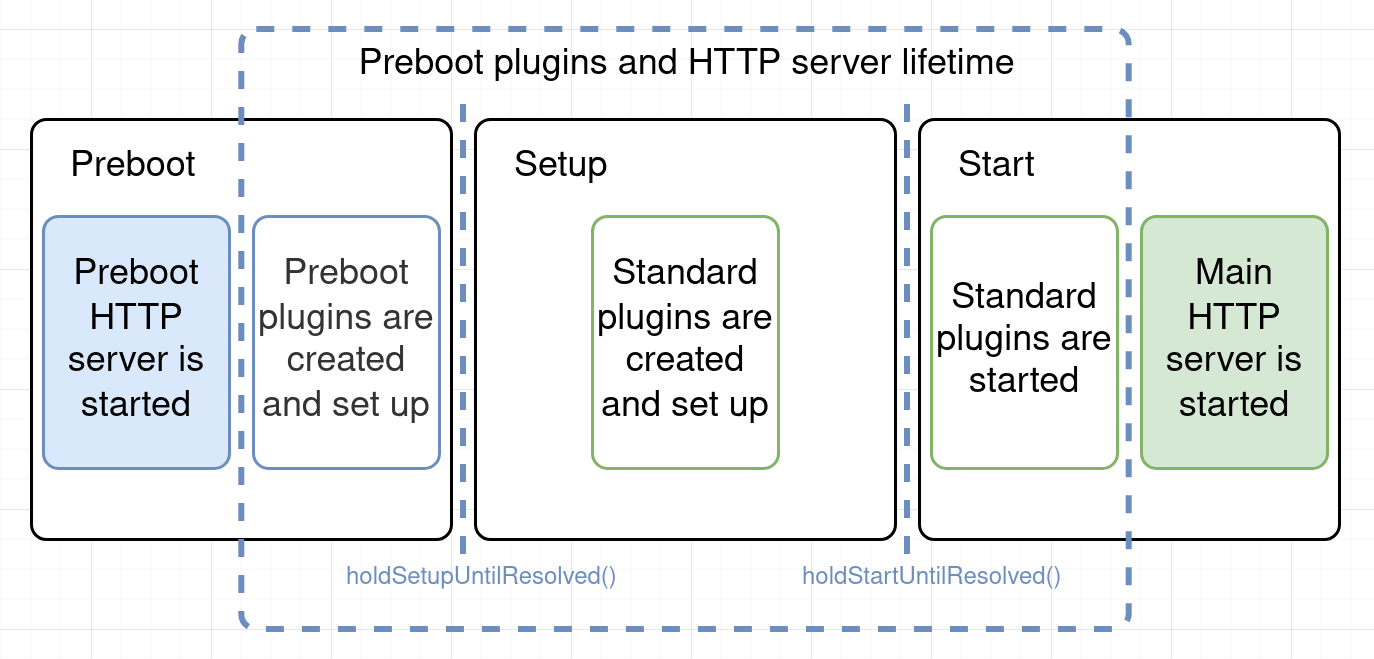 Preboot plugins and HTTP server lifetime
Preboot
Preboot
HTTP
server is
started
Preboot
plugins are
created
and set up
Setup
Standard
plugins are
created
and set up
Start
Standard
plugins are
started
Main
HTTP
server is
started
holdSetupUntilResolved()
holdStartUntilResolved()